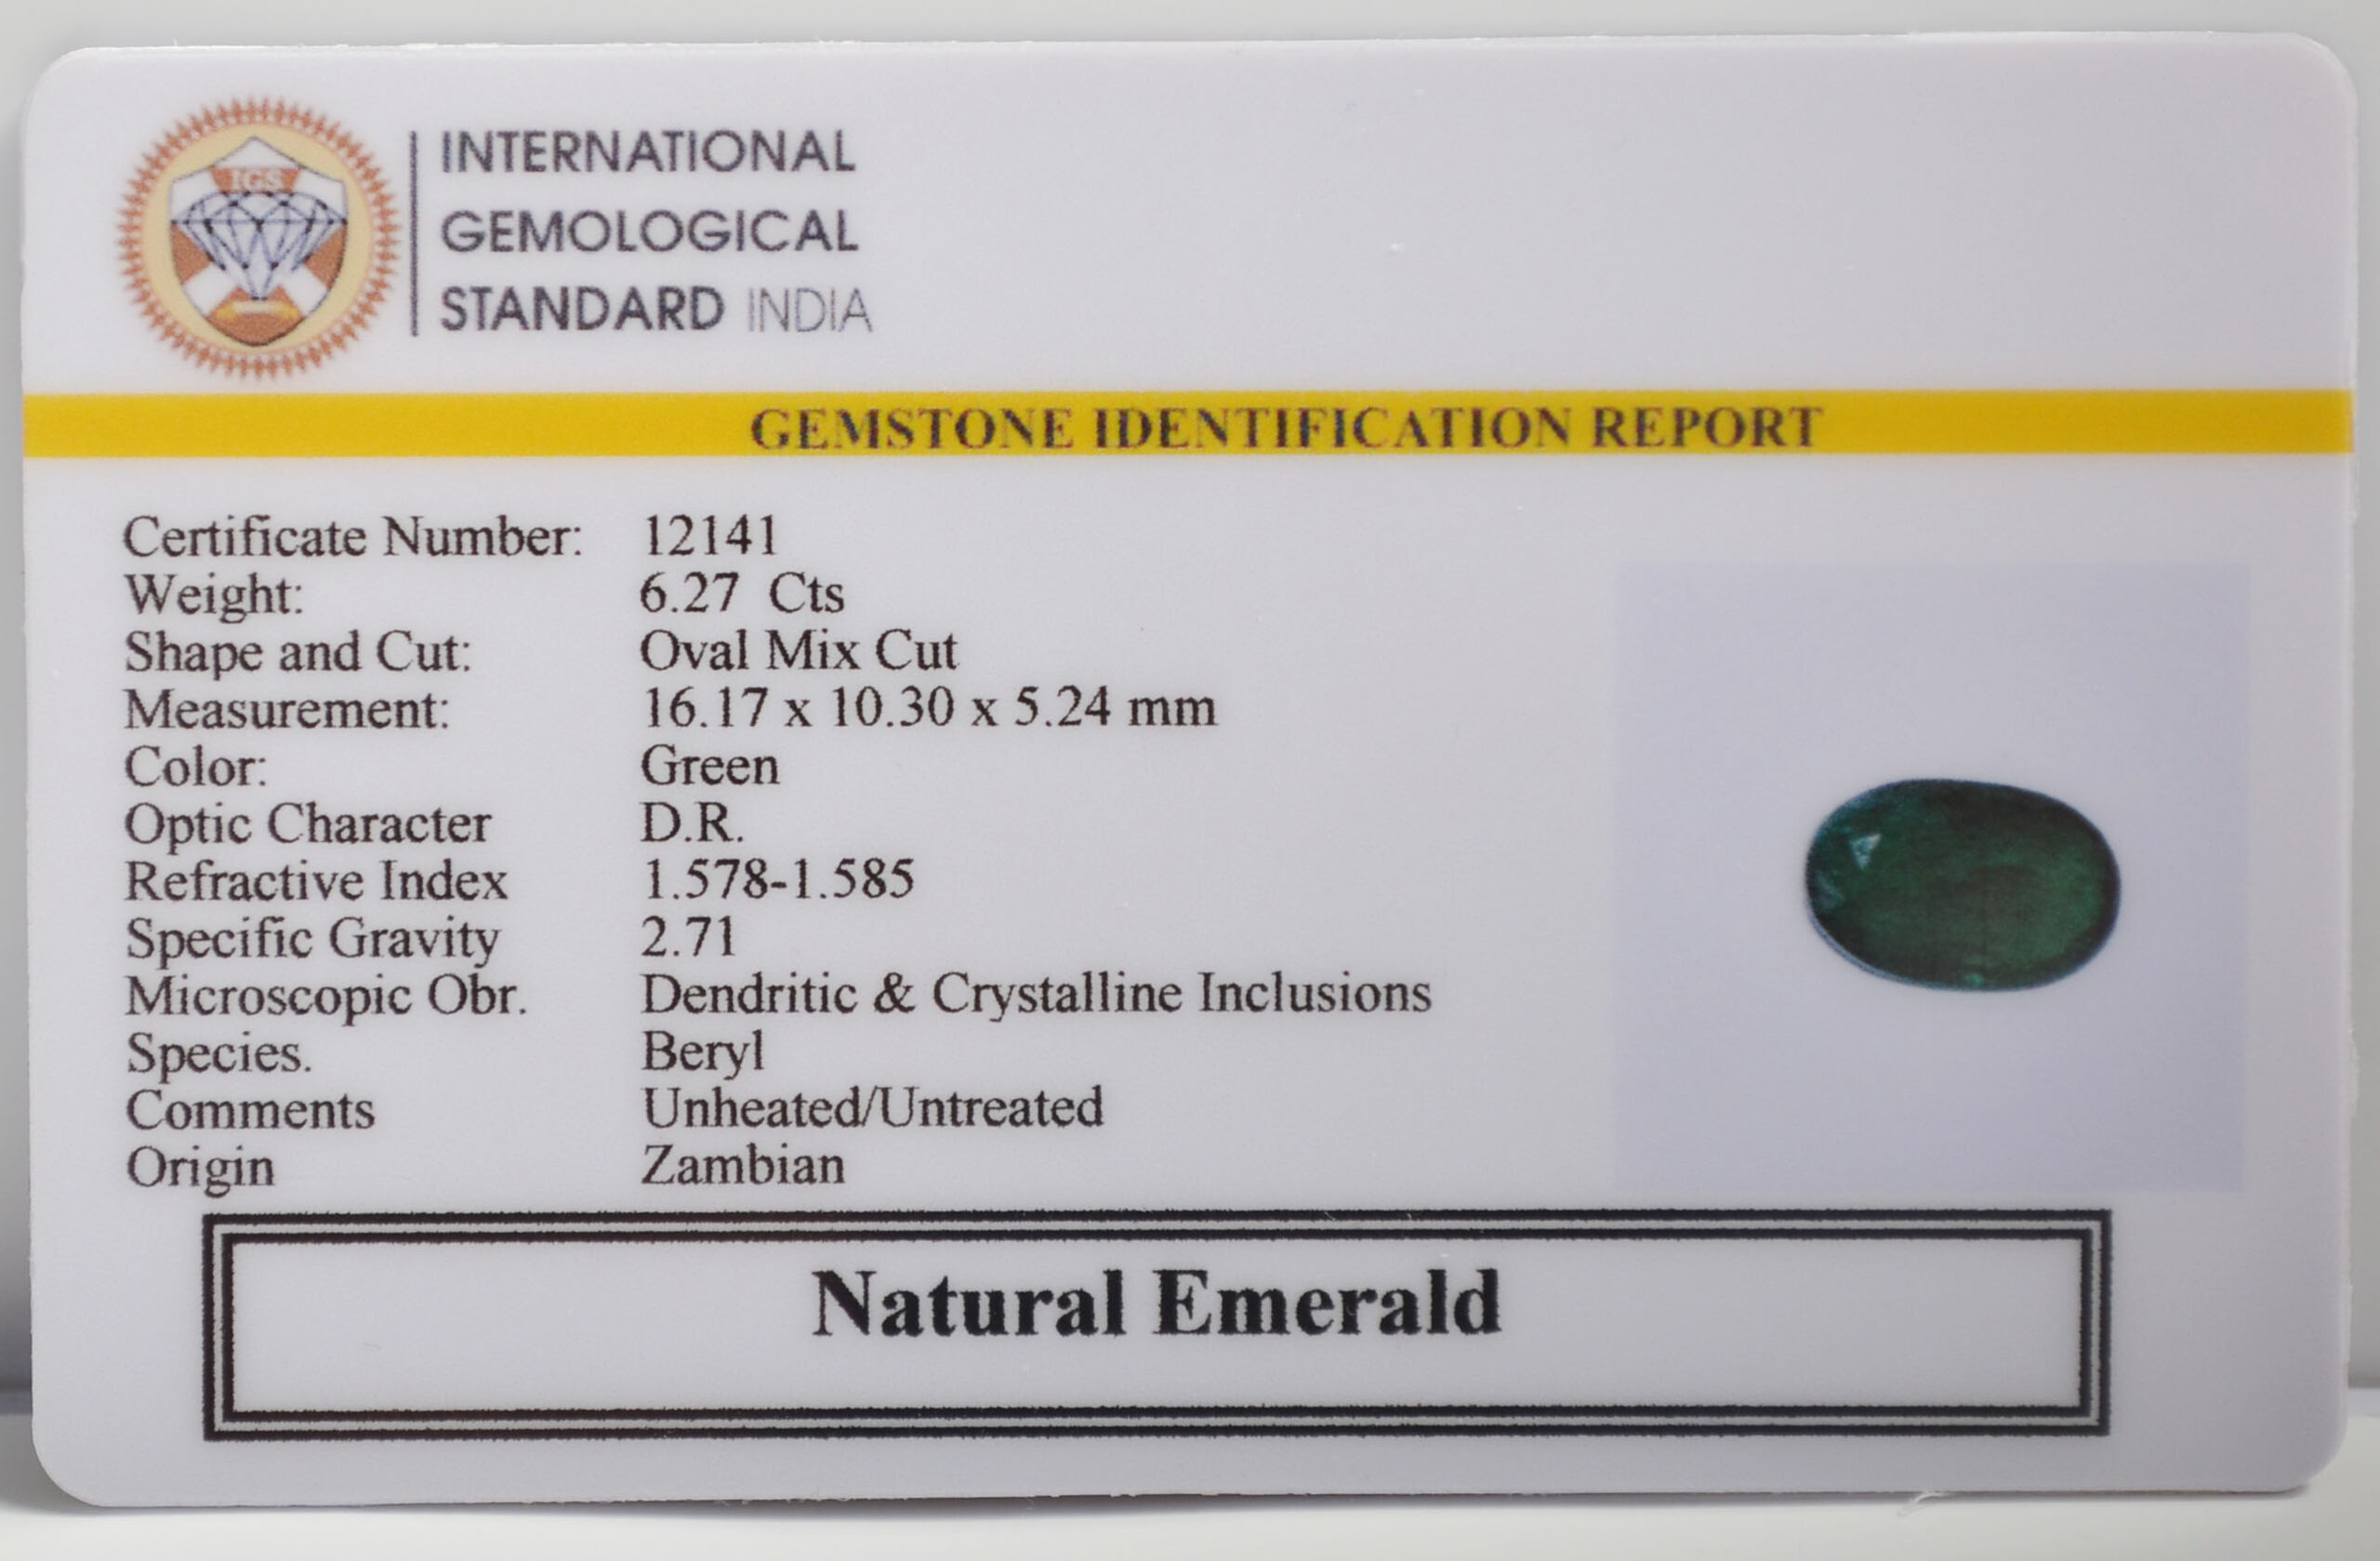 IGS
INTERNATIONAL
GEMOLOGICAL
STANDARD INDIA
GEMSTONE IDENTIFICATION REPORT
Certificate Number: 12141
Weight: 6.27 Cts
Shape and Cut: Oval Mix Cut
Measurement: 16.17 x 10.30 x 5.24 mm
Color: Green
Optic Character D.R.
Refractive Index 1.578-1.585
Specific Gravity 2.71
Microscopic Obr. Dendritic & Crystalline Inclusions
Species. Beryl
Comments Unheated/Untreated
Origin Zambian
Natural Emerald